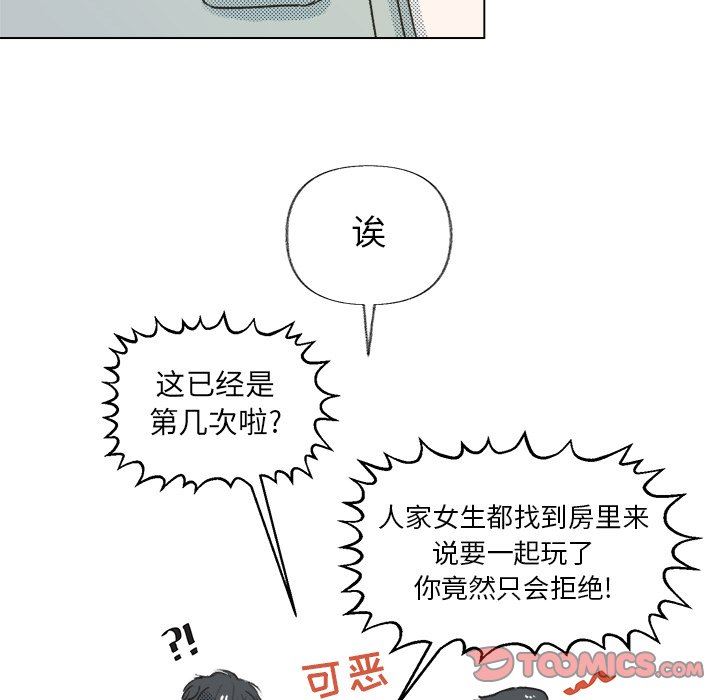 诶
这已经是
第几次啦?
人家女生都找到房里来
说要一起玩了
你竟然只会拒绝!
?!
可恶
TOOMICS.COM